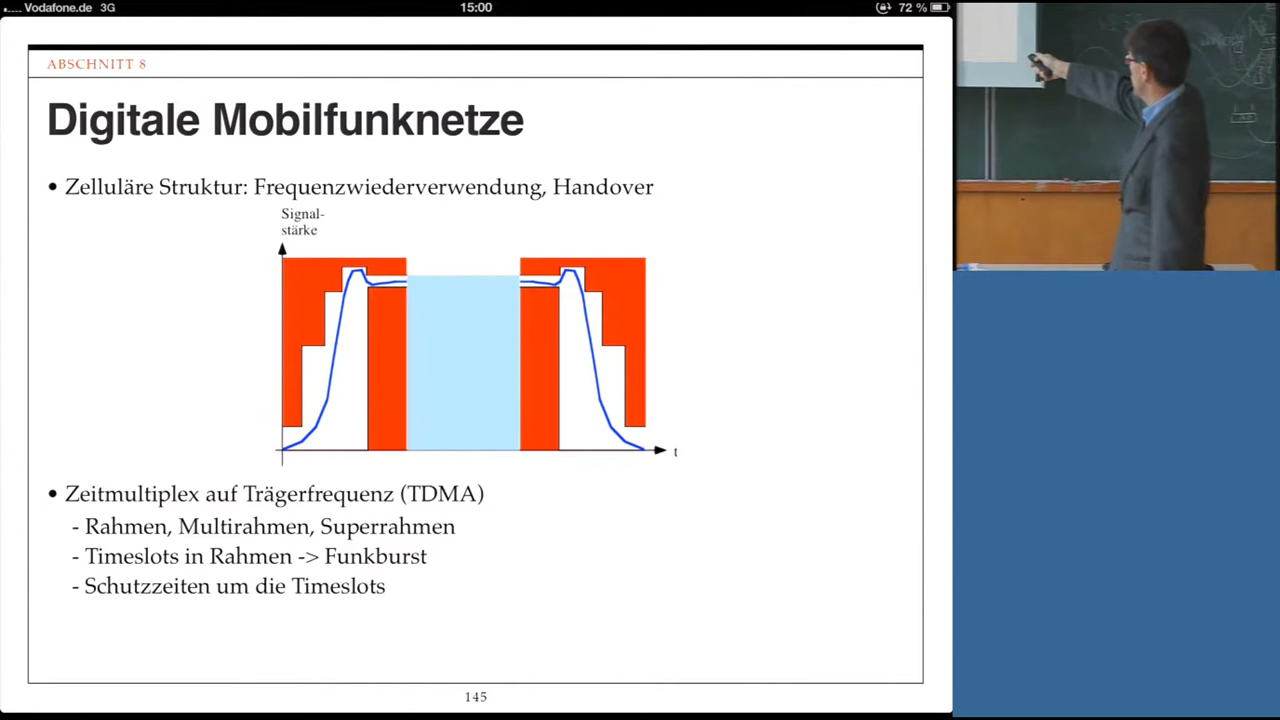 Vodafone.de 3G 15:00 72 %
ABSCHNITT 8
Digitale Mobilfunknetze
• Zelluläre Struktur: Frequenzwiederverwendung, Handover
Signal-
stärke
t
• Zeitmultiplex auf Trägerfrequenz (TDMA)
- Rahmen, Multirahmen, Superrahmen
- Timeslots in Rahmen -> Funkburst
- Schutzzeiten um die Timeslots
145